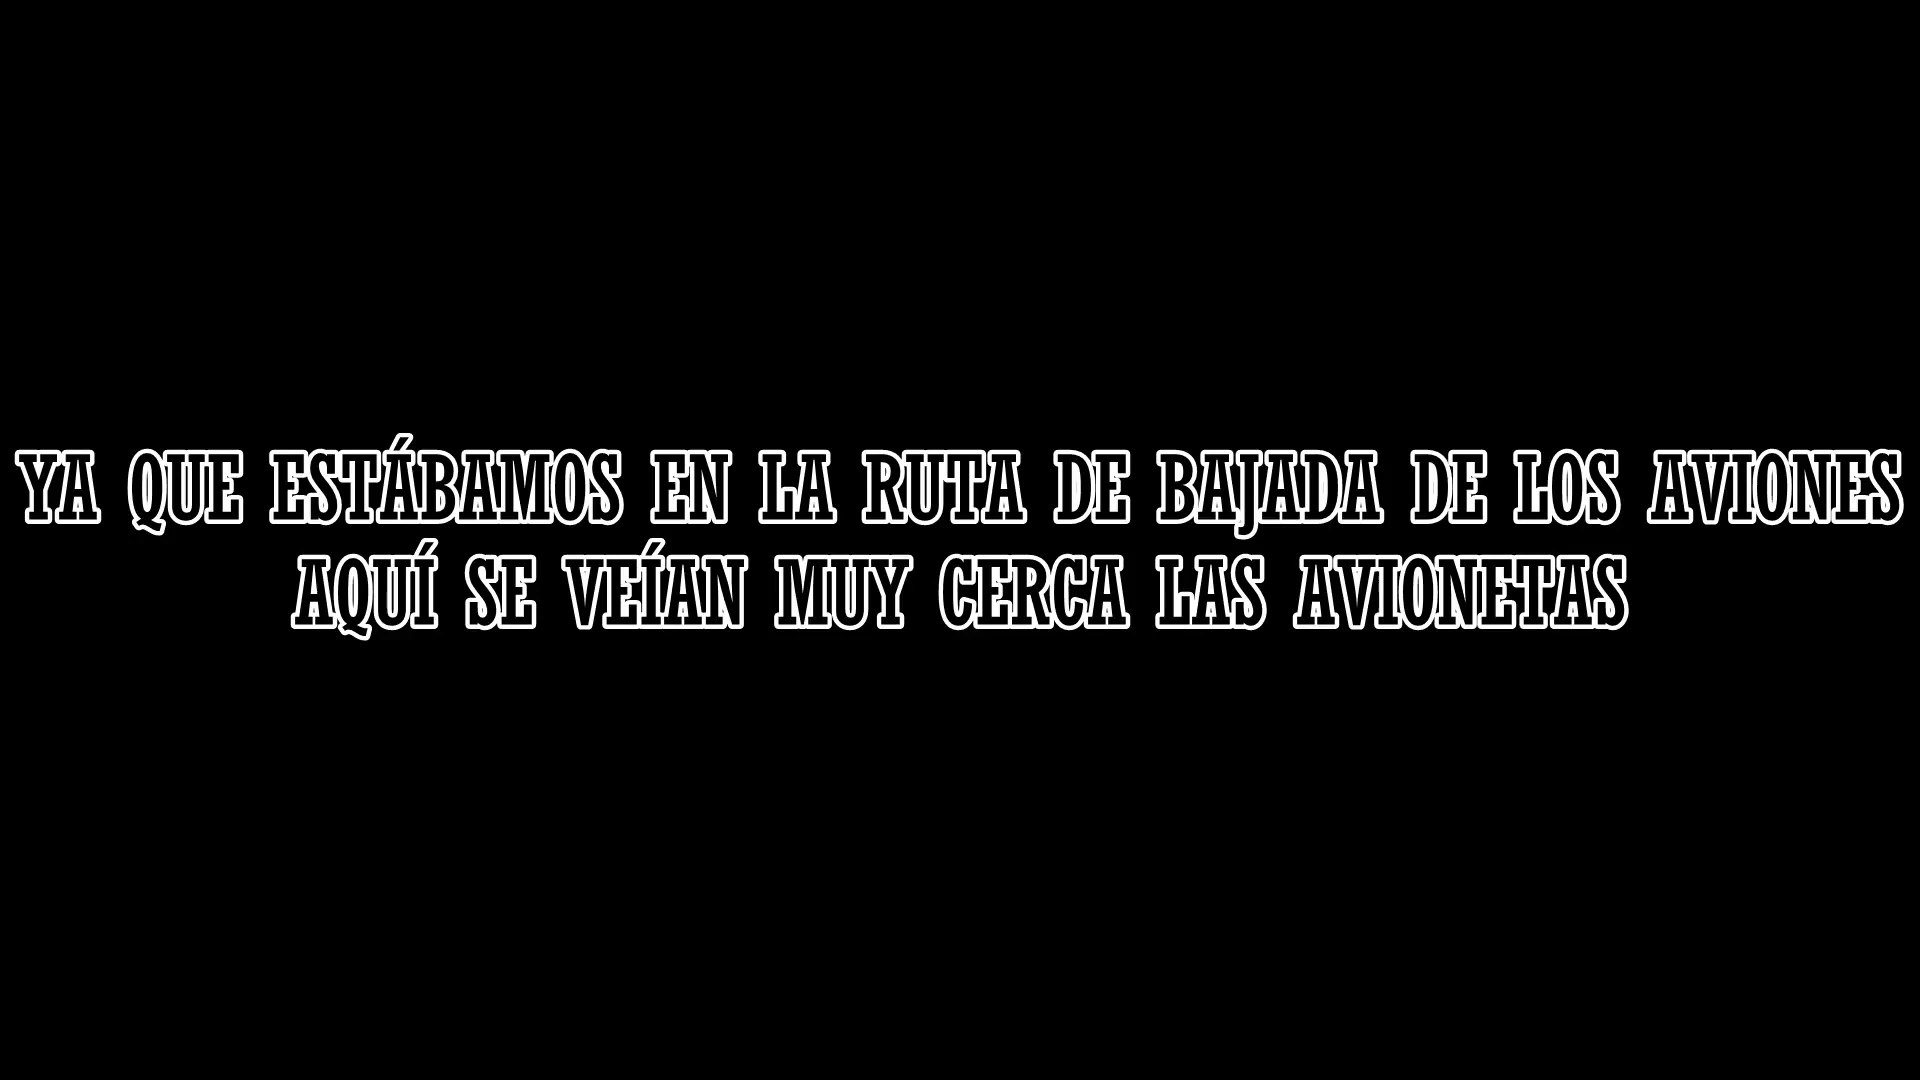 YA QUE ESTÁBAMOS EN LA RUTA DE BAJADA DE LOS AVIONES
AQUÍ SE VEÍAN MUY CERCA LAS AVIONETAS